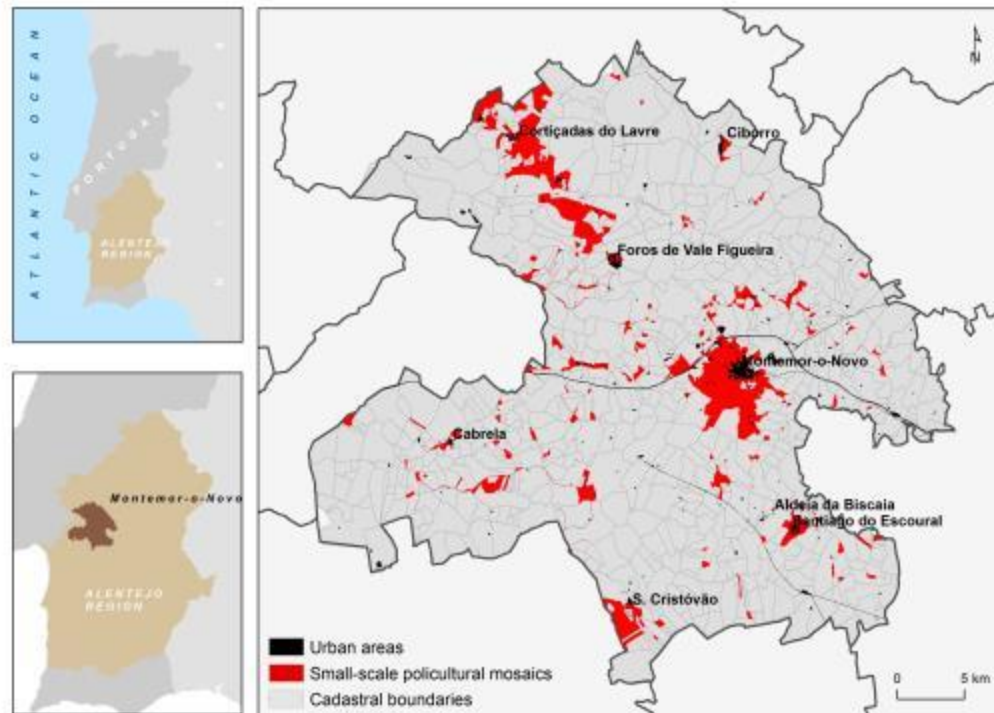 ATLANTIC OCEAN
PORTUGAL
ALENTEJO
REGION
Montemor-o-Novo
ALENTEJO
REGION
N
Cortiçadas do Lavre
Ciborro
Foros de Vale Figueira
Montemor-o-Novo
Cabrela
Aldeia da Biscaia
Santiago do Escoural
S. Cristóvão
Urban areas
Small-scale policultural mosaics
Cadastral boundaries
0 5 km